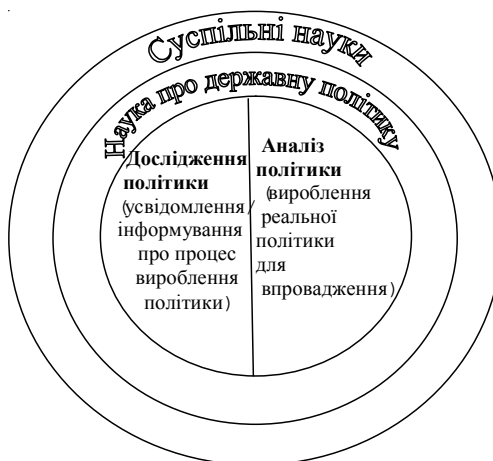 Суспільні науки
Наука про державну політику
Дослідження
політики
(усвідомлення/
інформування
про процес
вироблення
політики)
Аналіз
політики
(вироблення
реальної
політики
для
впровадження)